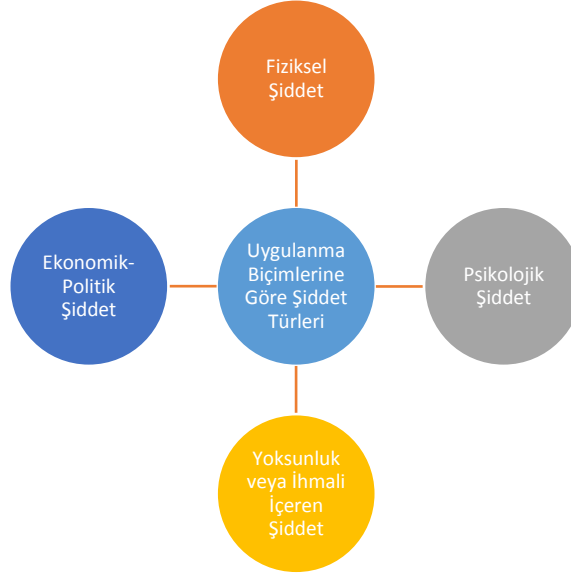 Fiziksel
Şiddet
Ekonomik-
Politik
Şiddet
Uygulanma
Biçimlerine
Göre Şiddet
Türleri
Psikolojik
Şiddet
Yoksunluk
veya İhmali
İçeren
Şiddet